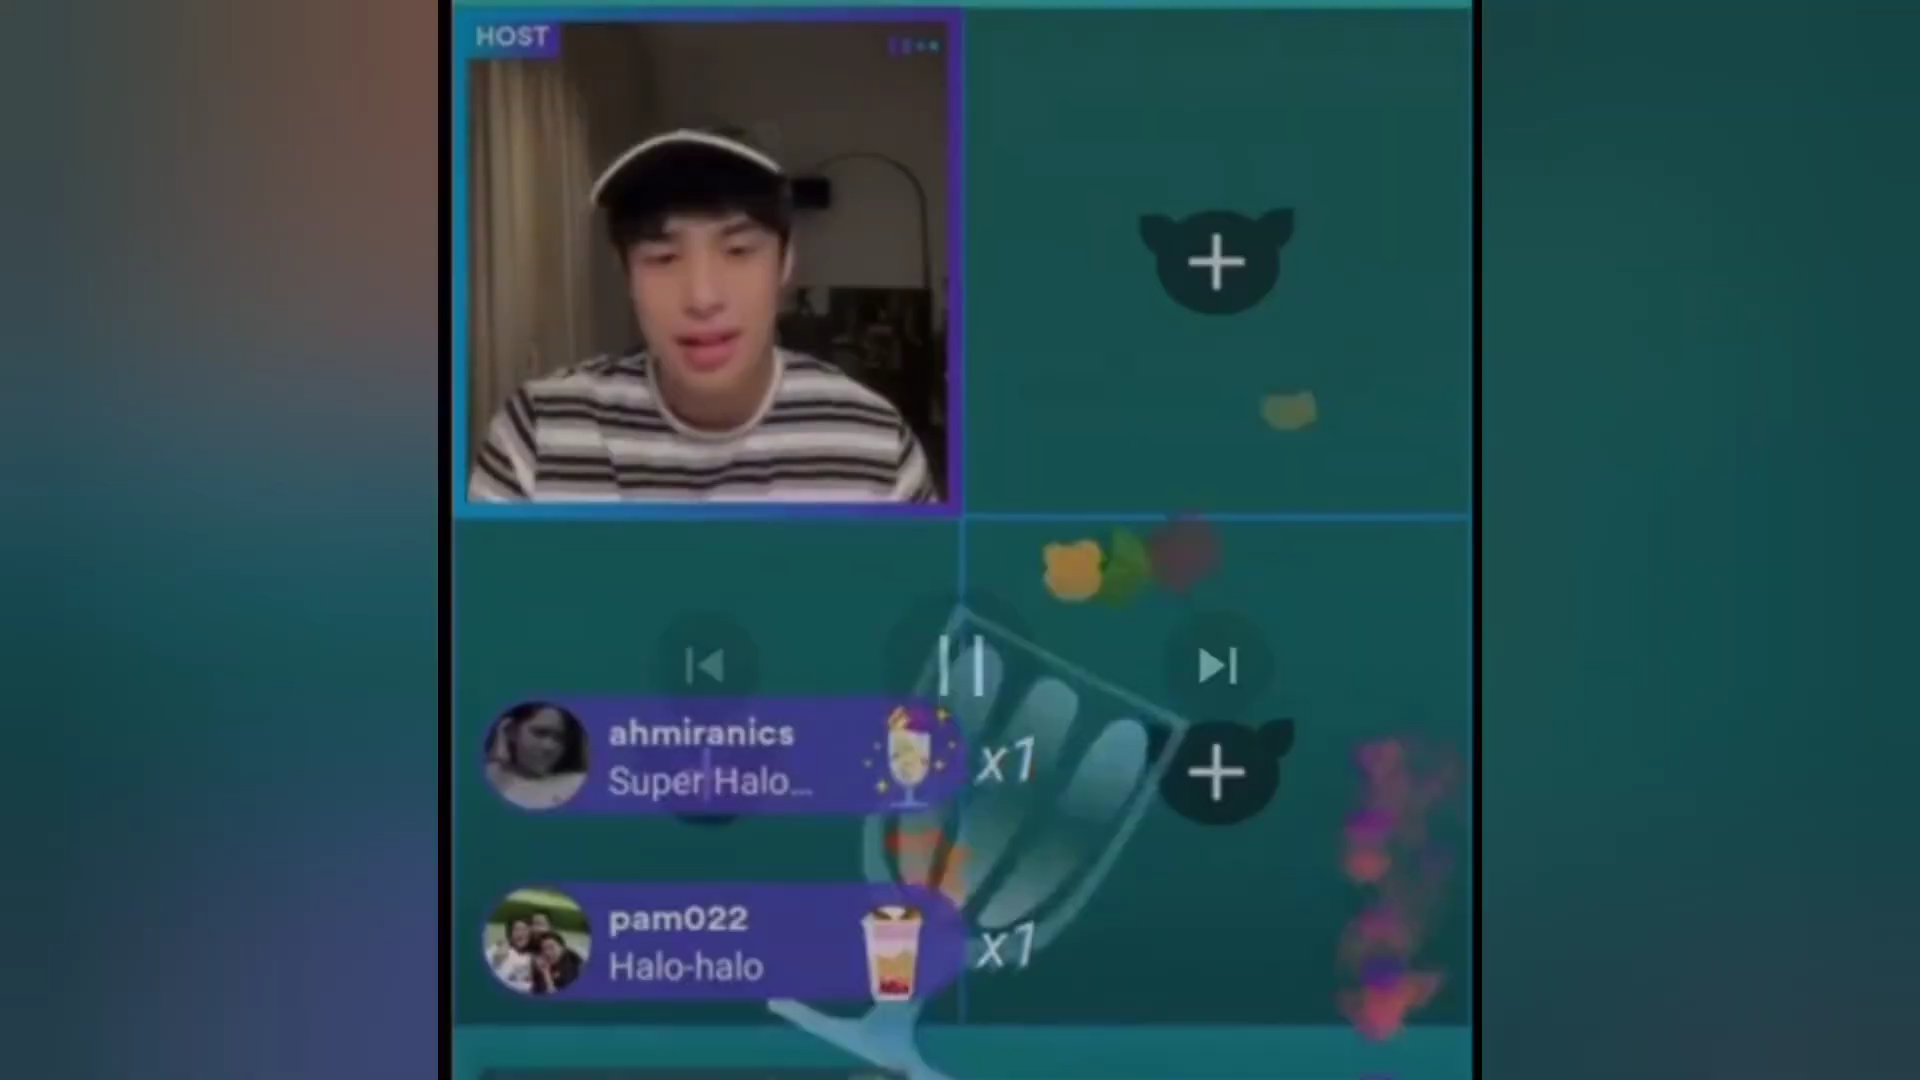 HOST
ahmiranics
Super Halo...
x1
pam022
Halo-halo
x1